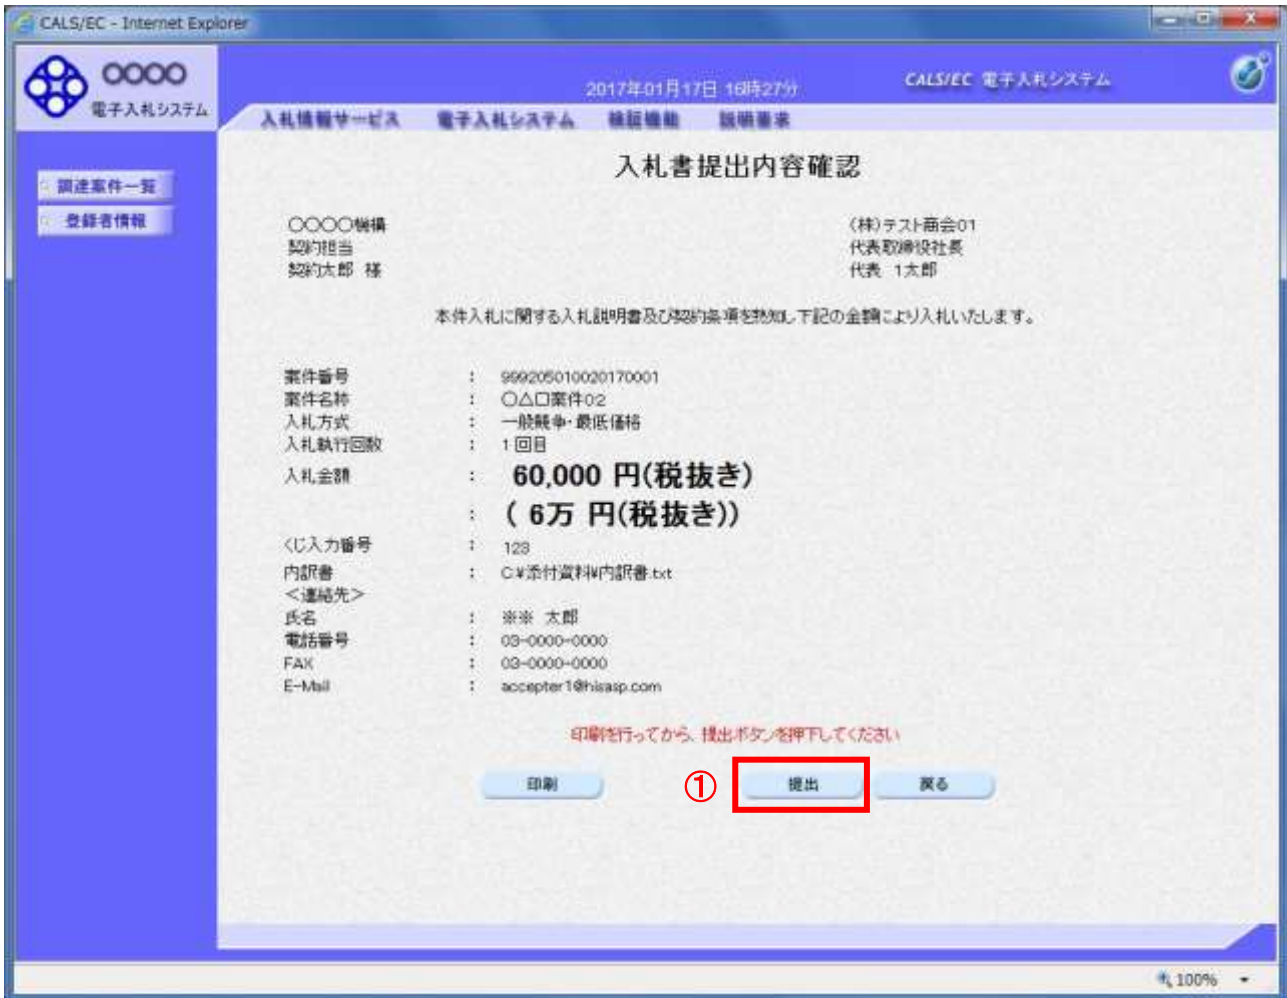 CALS/EC - Internet Explorer
OOOO
電子入札システム
2017年01月17日 16時27分
CALS/EC 電子入札システム
入札情報サービス
電子入札システム
検証機能
説明要求
調達案件一覧
登録者情報
入札書提出内容確認
〇〇〇〇機構
契約担当
契約太郎 様
(株)テスト商会01
代表取締役社長
代表 1太郎
本件入札に関する入札説明書及び契約条項を熟知し、下記の金額により入札いたします。
案件番号 : 999205010020170001
案件名称 : 〇△口案件02
入札方式 : 一般競争・最低価格
入札執行回数 : 1回目
入札金額 : 60,000 円(税抜き)
: ( 6万 円(税抜き))
くじ入力番号 : 123
内訳書 : C:¥添付資料¥内訳書.txt
<連絡先>
氏名 : ※※ 太郎
電話番号 : 03-0000-0000
FAX : 03-0000-0000
E-Mail : accepter1@hisasp.com
印刷を行ってから、提出ボタンを押下してください
印刷
① 提出
戻る
100%